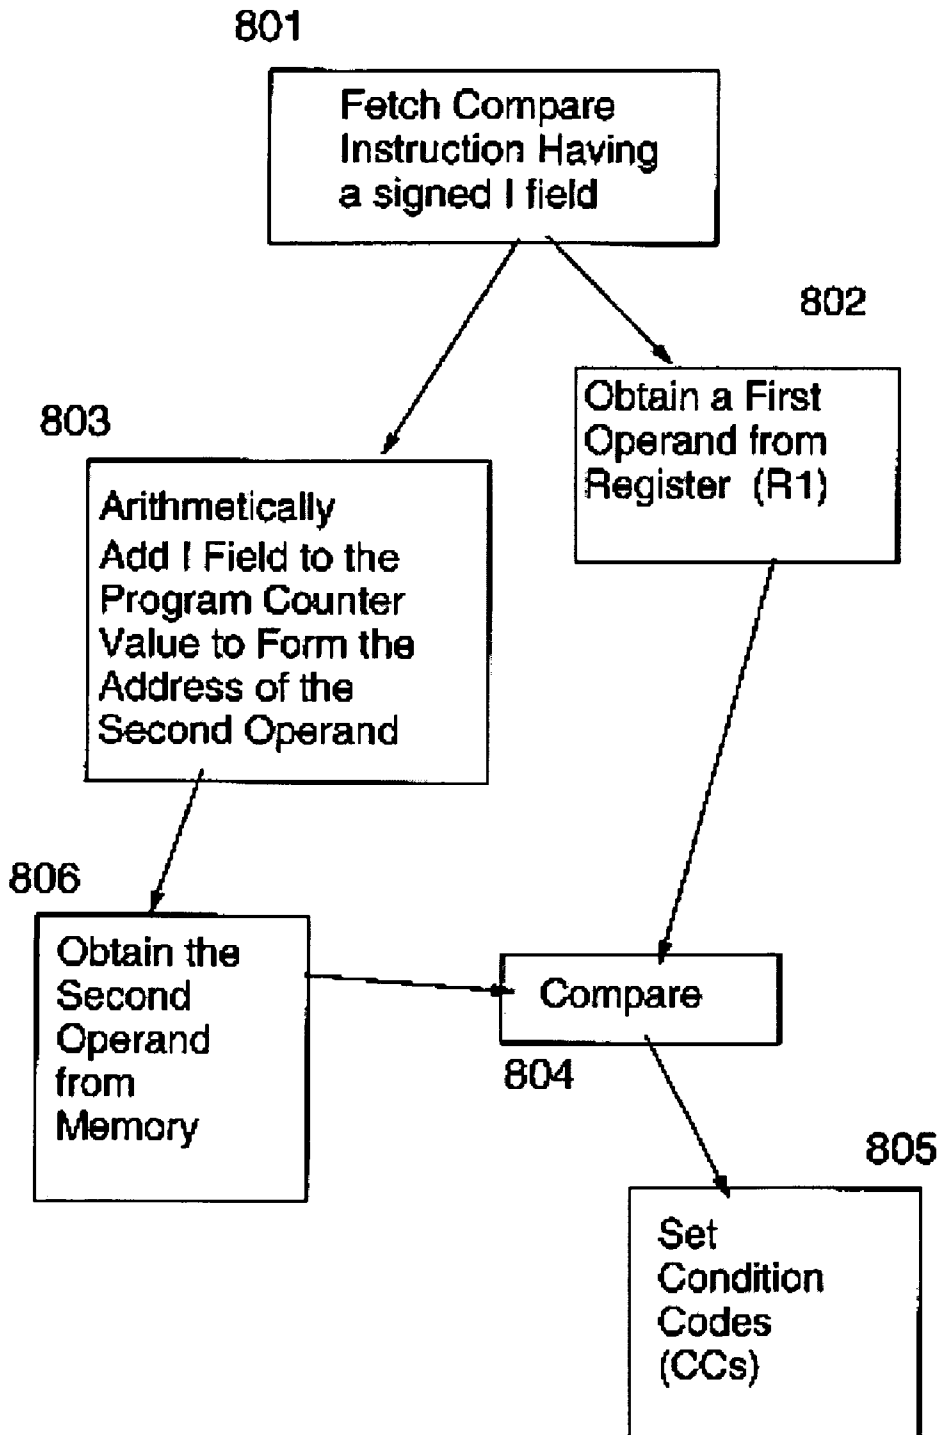 801
Fetch Compare
Instruction Having
a signed I field
802
Obtain a First
Operand from
Register (R1)
803
Arithmetically
Add I Field to the
Program Counter
Value to Form the
Address of the
Second Operand
806
Obtain the
Second
Operand
from
Memory
Compare
804
805
Set
Condition
Codes
(CCs)